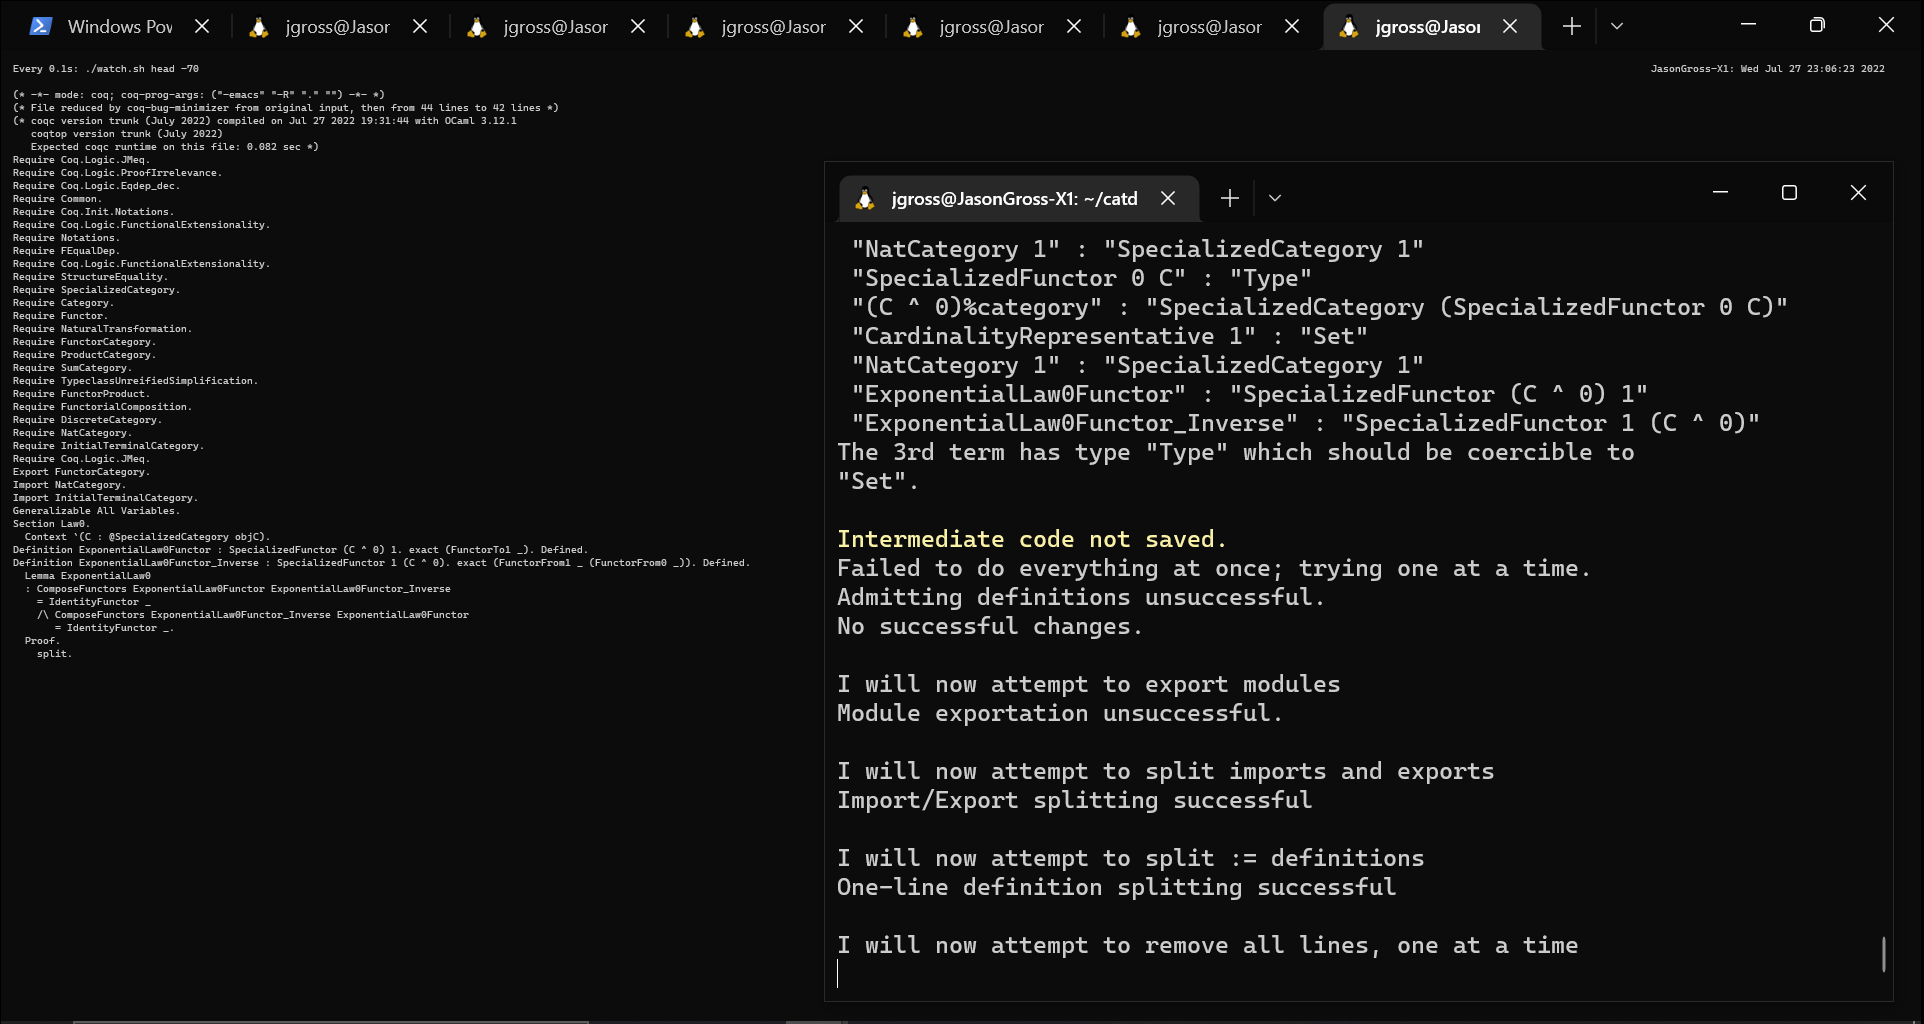 Windows Pov
jgross@Jasor
jgross@Jasor
jgross@Jasor
jgross@Jasor
jgross@Jasor
jgross@Jasoı
Every 0.1s: ./watch.sh head -70
JasonGross-X1: Wed Jul 27 23:06:23 2022
(* -*- mode: coq; coq-prog-args: ("-emacs" "-R" "." "") -*- *)
(* File reduced by coq-bug-minimizer from original input, then from 44 lines to 42 lines *)
(* coqc version trunk (July 2022) compiled on Jul 27 2022 19:31:44 with OCaml 3.12.1
   coqtop version trunk (July 2022)
   Expected coqc runtime on this file: 0.082 sec *)
Require Coq.Logic.JMeq.
Require Coq.Logic.ProofIrrelevance.
Require Coq.Logic.Eqdep_dec.
Require Common.
Require Coq.Init.Notations.
Require Coq.Logic.FunctionalExtensionality.
Require Notations.
Require FEqualDep.
Require Coq.Logic.FunctionalExtensionality.
Require StructureEquality.
Require SpecializedCategory.
Require Category.
Require Functor.
Require NaturalTransformation.
Require FunctorCategory.
Require ProductCategory.
Require SumCategory.
Require TypeclassUnreifiedSimplification.
Require FunctorProduct.
Require FunctorialComposition.
Require DiscreteCategory.
Require NatCategory.
Require InitialTerminalCategory.
Require Coq.Logic.JMeq.
Export FunctorCategory.
Import NatCategory.
Import InitialTerminalCategory.
Generalizable All Variables.
Section Law0.
  Context `(C : @SpecializedCategory objC).
Definition ExponentialLaw0Functor : SpecializedFunctor (C ^ 0) 1. exact (FunctorTo1 _). Defined.
Definition ExponentialLaw0Functor_Inverse : SpecializedFunctor 1 (C ^ 0). exact (FunctorFrom1 _ (FunctorFrom0 _)). Defined.
  Lemma ExponentialLaw0
  : ComposeFunctors ExponentialLaw0Functor ExponentialLaw0Functor_Inverse
    = IdentityFunctor _
    /\ ComposeFunctors ExponentialLaw0Functor_Inverse ExponentialLaw0Functor
       = IdentityFunctor _.
  Proof.
    split.
jgross@JasonGross-X1: ~/catd
 "NatCategory 1" : "SpecializedCategory 1"
 "SpecializedFunctor 0 C" : "Type"
 "(C ^ 0)%category" : "SpecializedCategory (SpecializedFunctor 0 C)"
 "CardinalityRepresentative 1" : "Set"
 "NatCategory 1" : "SpecializedCategory 1"
 "ExponentialLaw0Functor" : "SpecializedFunctor (C ^ 0) 1"
 "ExponentialLaw0Functor_Inverse" : "SpecializedFunctor 1 (C ^ 0)"
The 3rd term has type "Type" which should be coercible to
"Set".
Intermediate code not saved.
Failed to do everything at once; trying one at a time.
Admitting definitions unsuccessful.
No successful changes.
I will now attempt to export modules
Module exportation unsuccessful.
I will now attempt to split imports and exports
Import/Export splitting successful
I will now attempt to split := definitions
One-line definition splitting successful
I will now attempt to remove all lines, one at a time